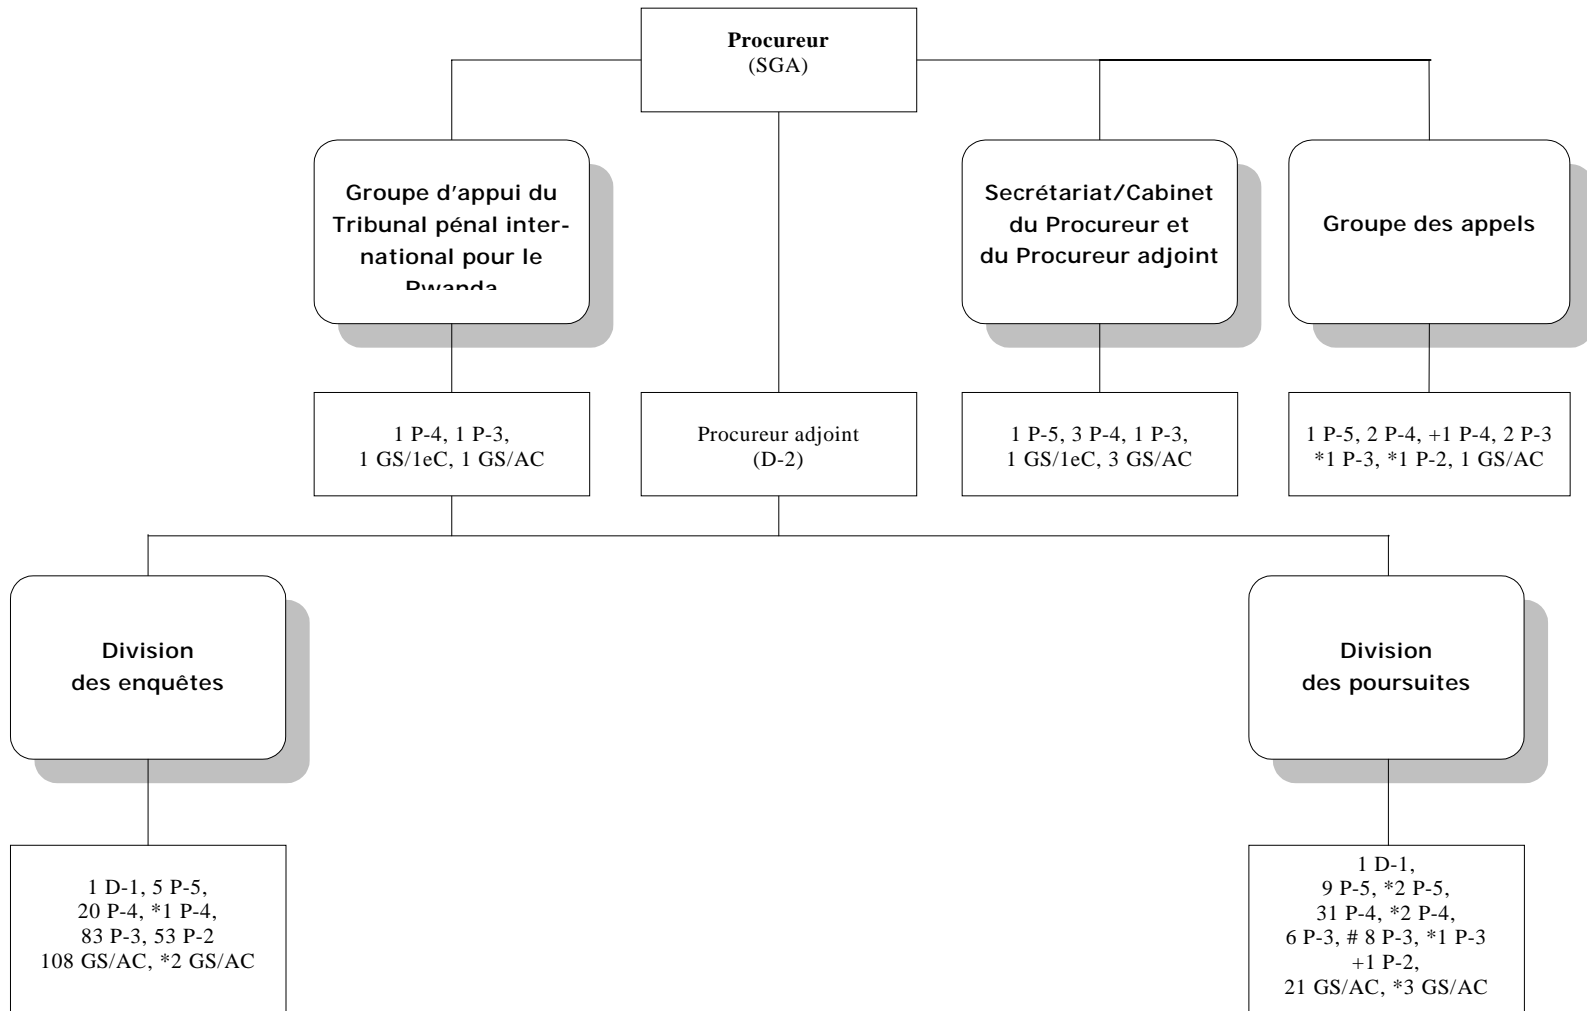 Procureur
(SGA)
Groupe d'appui du
Tribunal pénal inter-
national pour le
Rwanda
Secrétariat/Cabinet
du Procureur et
du Procureur adjoint
Groupe des appels
1 P-4, 1 P-3,
1 GS/1eC, 1 GS/AC
Procureur adjoint
(D-2)
1 P-5, 3 P-4, 1 P-3,
1 GS/1eC, 3 GS/AC
1 P-5, 2 P-4, +1 P-4, 2 P-3
*1 P-3, *1 P-2, 1 GS/AC
Division
des enquêtes
Division
des poursuites
1 D-1, 5 P-5,
20 P-4, *1 P-4,
83 P-3, 53 P-2
108 GS/AC, *2 GS/AC
1 D-1,
9 P-5, *2 P-5,
31 P-4, *2 P-4,
6 P-3, # 8 P-3, *1 P-3
+1 P-2,
21 GS/AC, *3 GS/AC